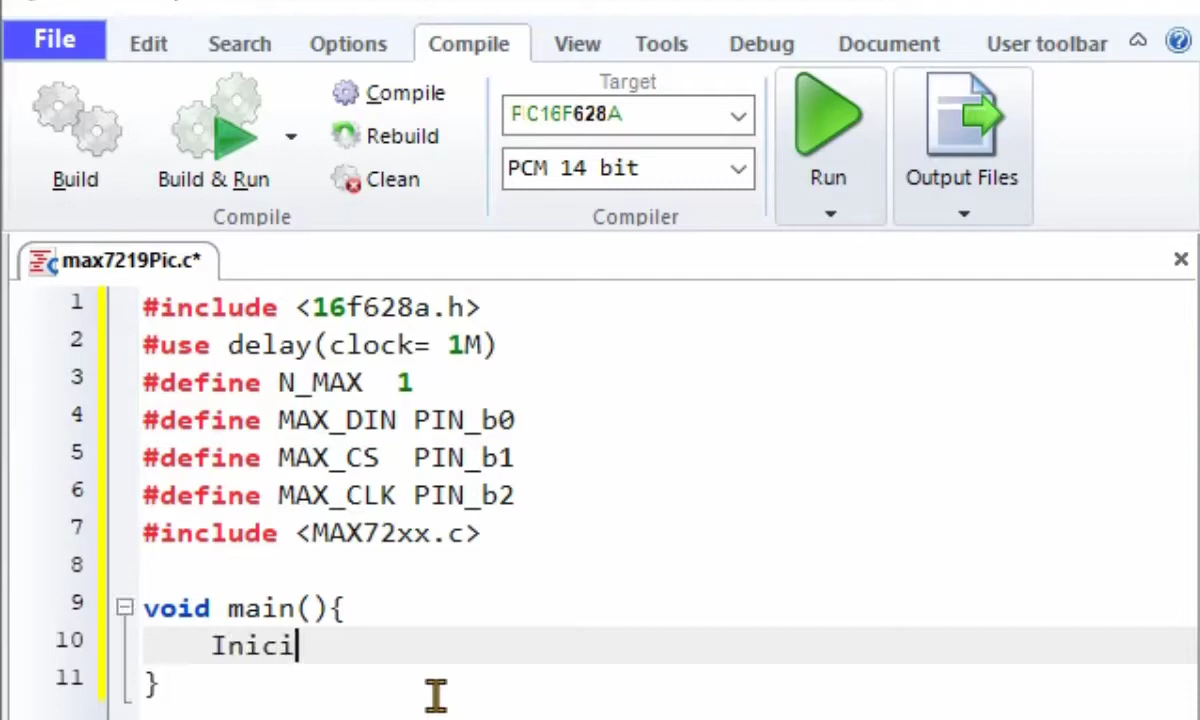 File Edit Search Options Compile View Tools Debug Document User toolbar
Target
Compile
Rebuild
Clean
PIC16F628A
PCM 14 bit
Build Build & Run Run Output Files
Compile Compiler
max7219Pic.c*
1 #include <16f628a.h>
2 #use delay(clock= 1M)
3 #define N_MAX  1
4 #define MAX_DIN PIN_b0
5 #define MAX_CS  PIN_b1
6 #define MAX_CLK PIN_b2
7 #include <MAX72xx.c>
8
9 void main(){
10     Inici
11 }